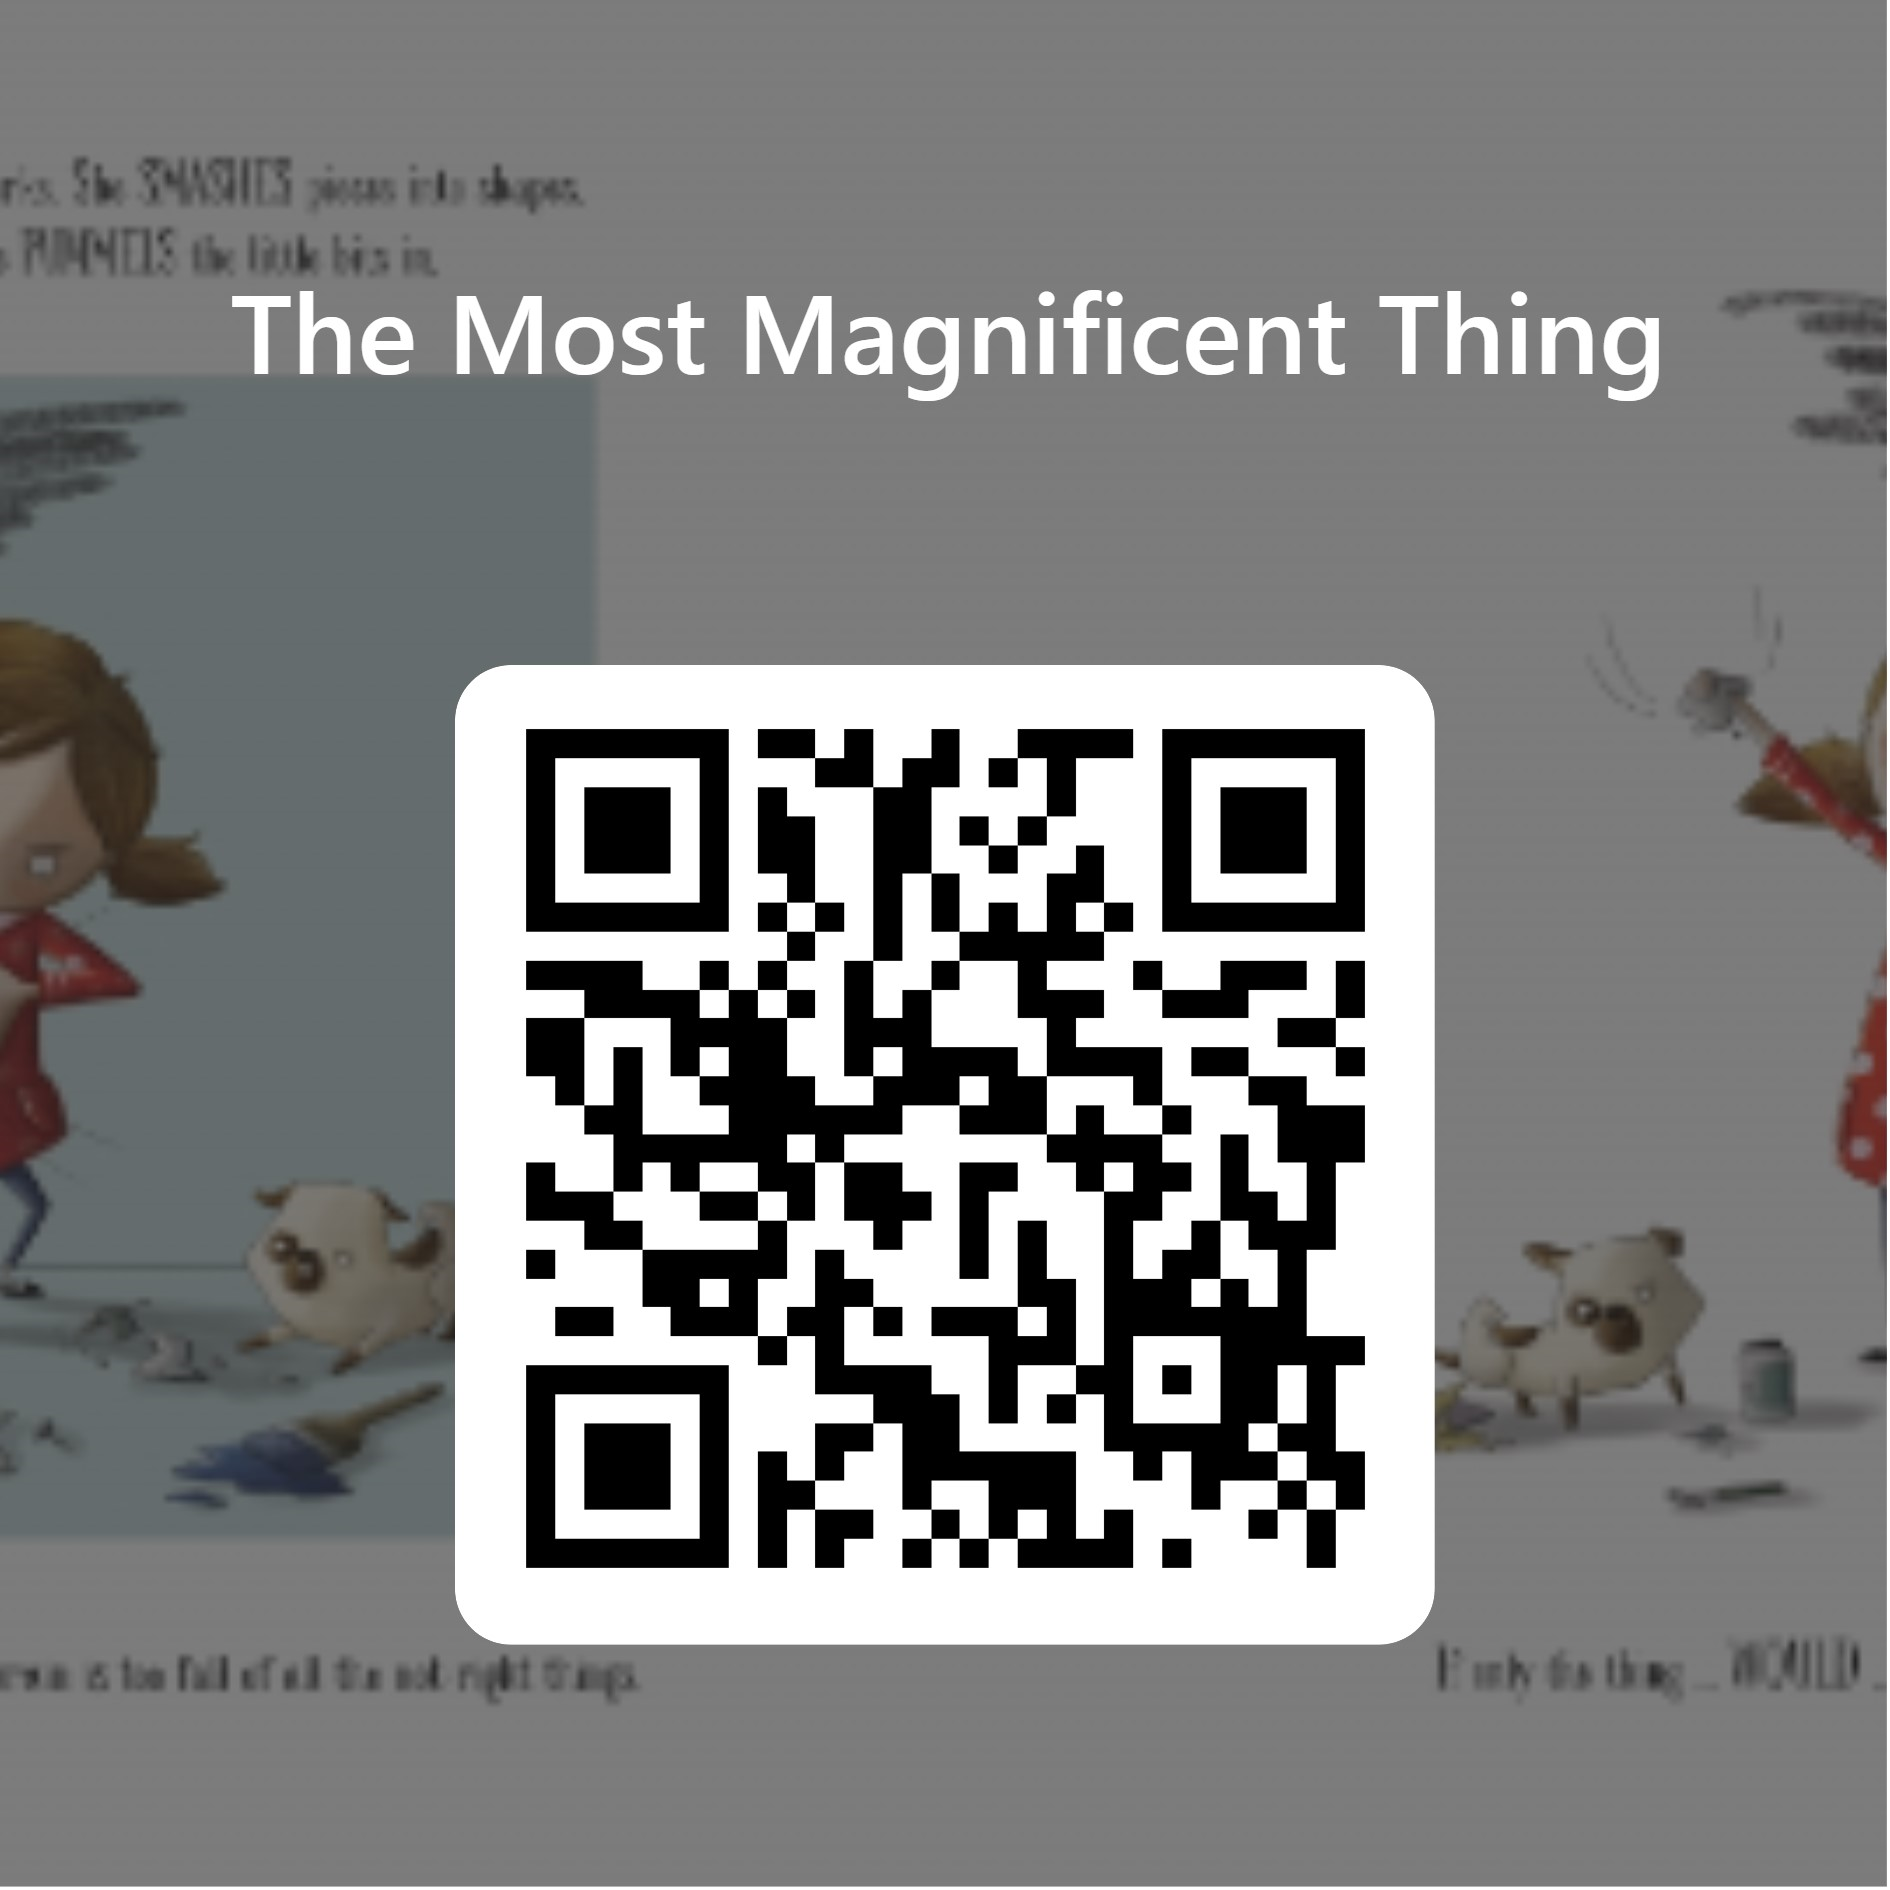 She SMASHES pieces into shapes.
PUMMELS the little bits in.
The Most Magnificent Thing
is too full of all the not-right things.
If only the thing ... WOULD